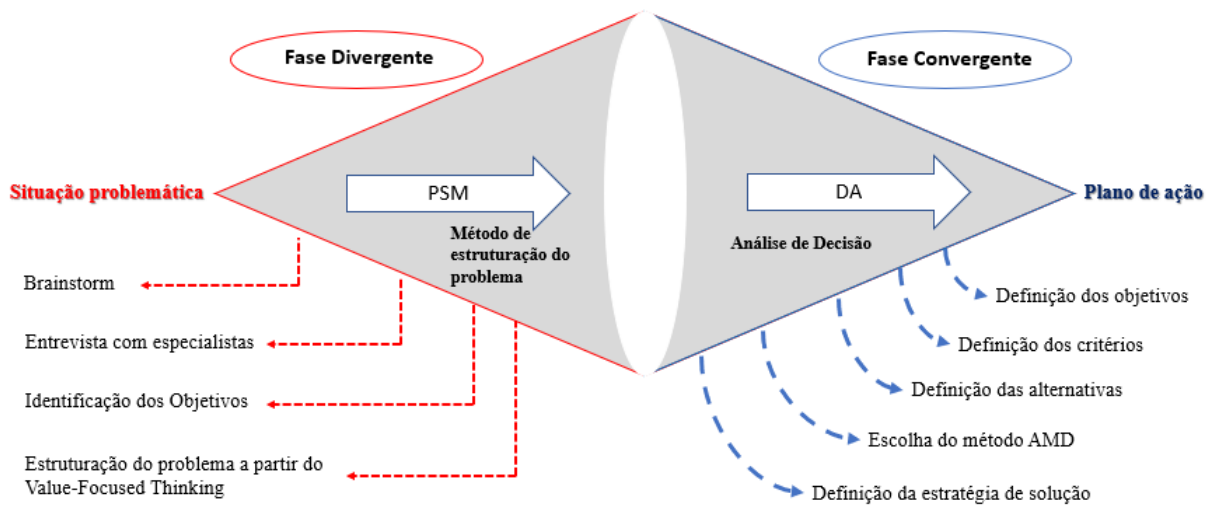 Fase Divergente
Fase Convergente
Situação problemática
PSM
DA
Plano de ação
Método de
estruturação do
problema
Análise de Decisão
Brainstorm
Entrevista com especialistas
Identificação dos Objetivos
Estruturação do problema a partir do
Value-Focused Thinking
Definição dos objetivos
Definição dos critérios
Definição das alternativas
Escolha do método AMD
Definição da estratégia de solução